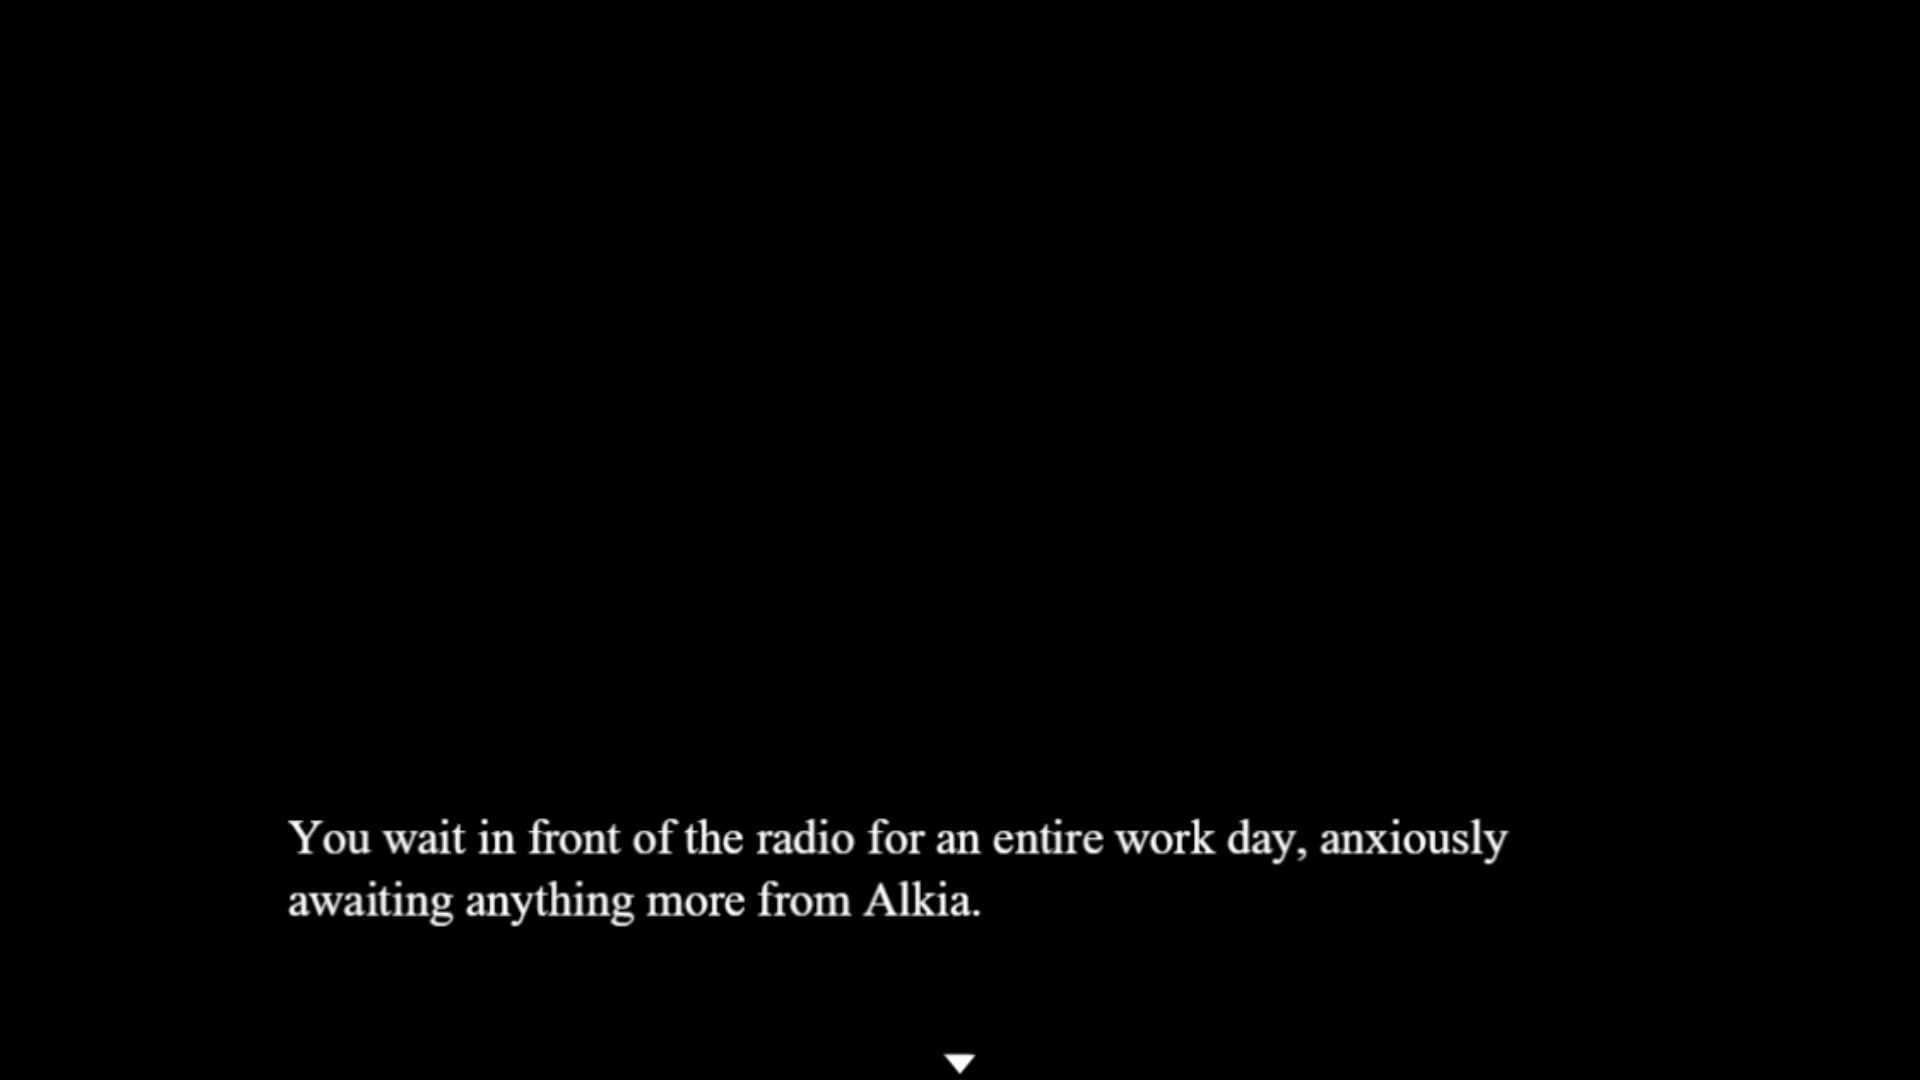 You wait in front of the radio for an entire work day, anxiously
awaiting anything more from Alkia.